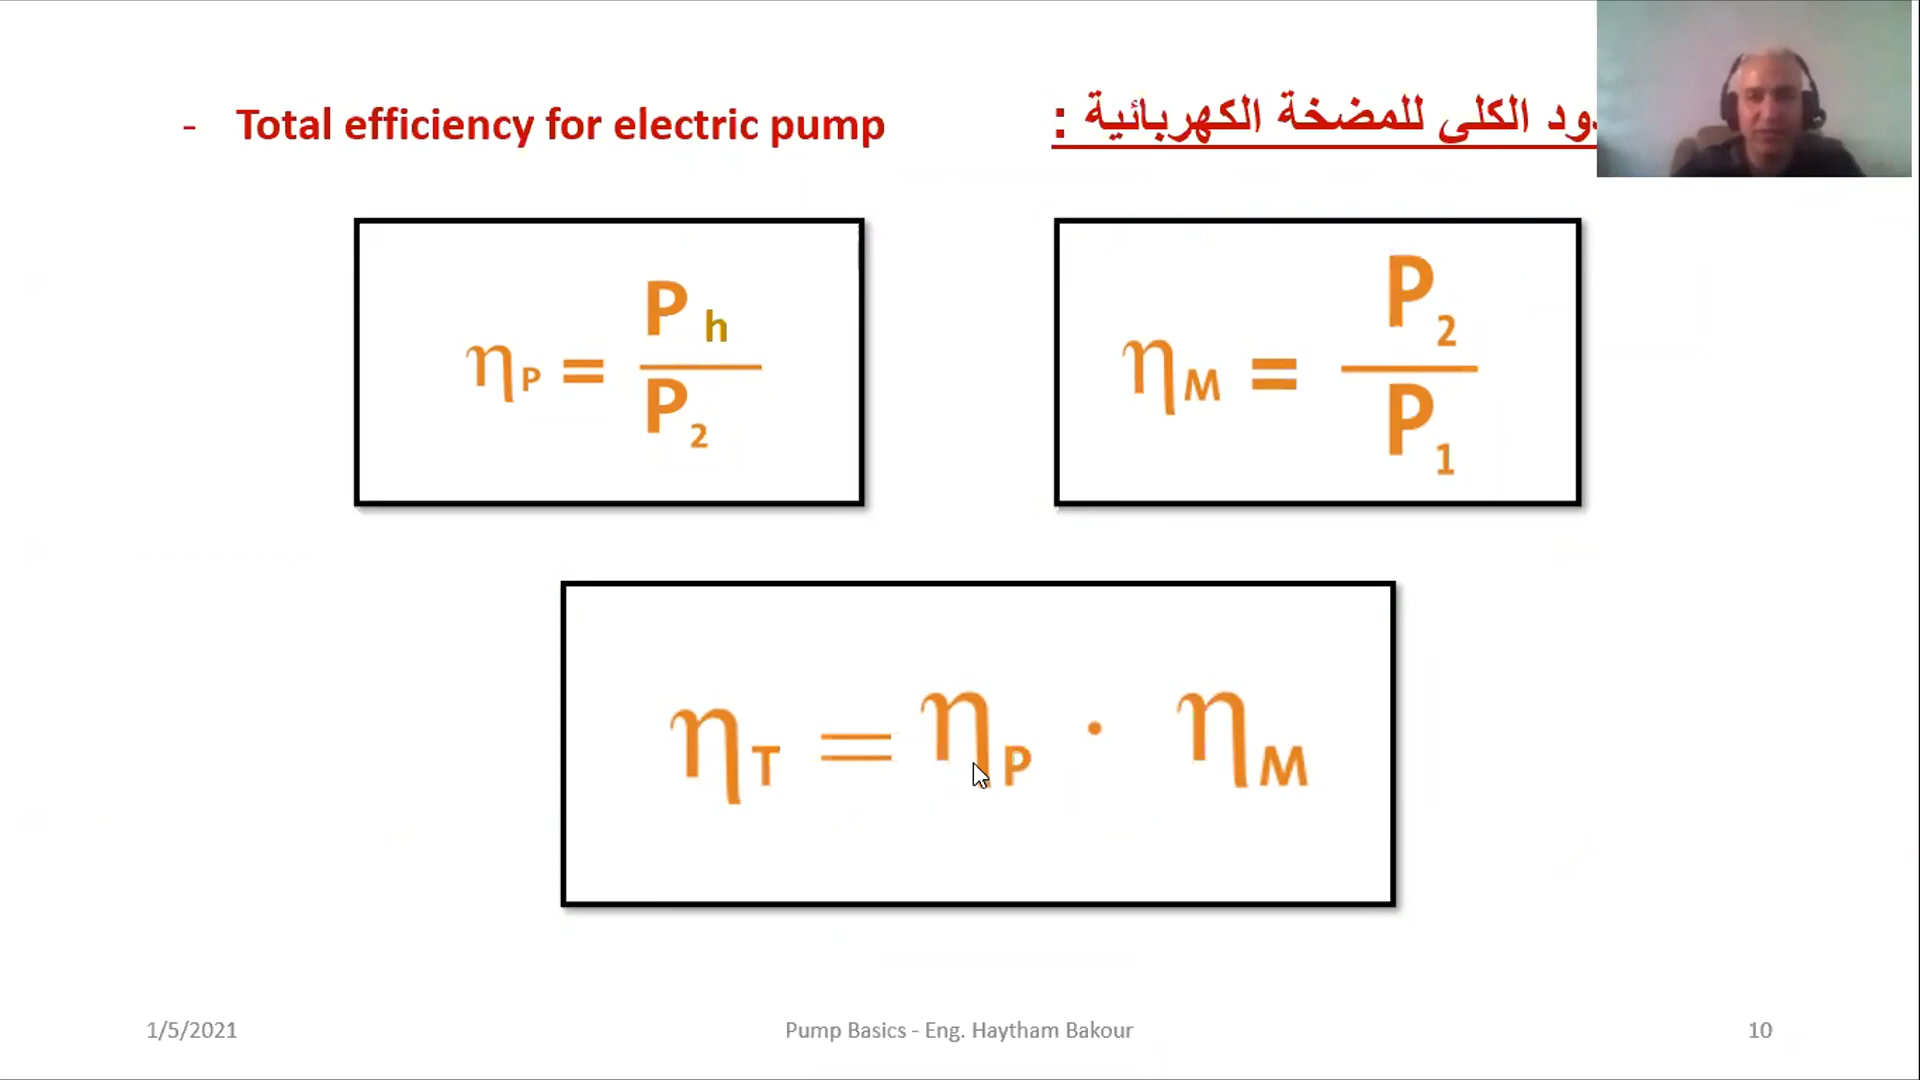 - Total efficiency for electric pump
الكلى للمضخة الكهربائية :
ηP = Ph / P2
ηM = P2 / P1
ηT = ηP · ηM
1/5/2021
Pump Basics - Eng. Haytham Bakour
10